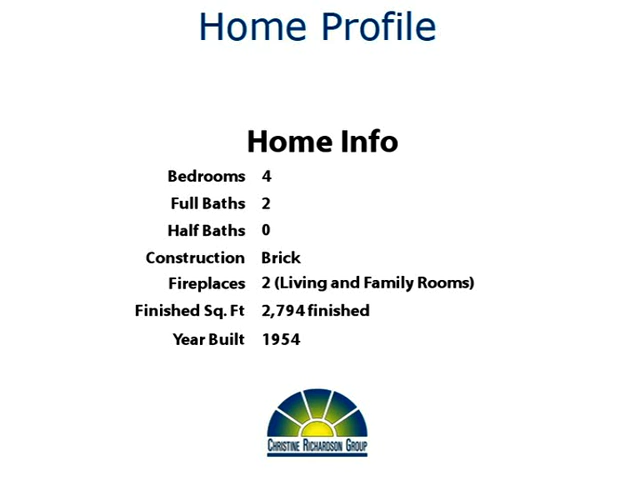 Home Profile
Home Info
Bedrooms 4
Full Baths 2
Half Baths 0
Construction Brick
Fireplaces 2 (Living and Family Rooms)
Finished Sq. Ft 2,794 finished
Year Built 1954
Christine Richardson Group